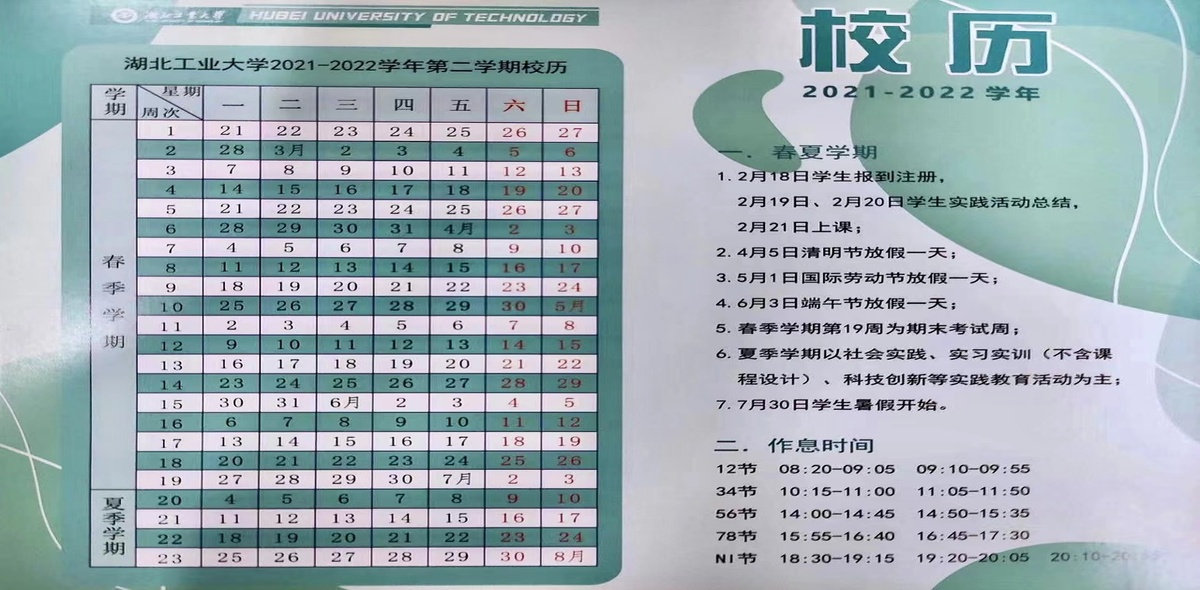 湖北工业大学 HUBEI UNIVERSITY OF TECHNOLOGY
湖北工业大学2021-2022学年第二学期校历
学期 星期 周次 一 二 三 四 五 六 日
春季学期
1 21 22 23 24 25 26 27
2 28 3月 2 3 4 5 6
3 7 8 9 10 11 12 13
4 14 15 16 17 18 19 20
5 21 22 23 24 25 26 27
6 28 29 30 31 4月 2 3
7 4 5 6 7 8 9 10
8 11 12 13 14 15 16 17
9 18 19 20 21 22 23 24
10 25 26 27 28 29 30 5月
11 2 3 4 5 6 7 8
12 9 10 11 12 13 14 15
13 16 17 18 19 20 21 22
14 23 24 25 26 27 28 29
15 30 31 6月 2 3 4 5
16 6 7 8 9 10 11 12
17 13 14 15 16 17 18 19
18 20 21 22 23 24 25 26
19 27 28 29 30 7月 2 3
夏季学期
20 4 5 6 7 8 9 10
21 11 12 13 14 15 16 17
22 18 19 20 21 22 23 24
23 25 26 27 28 29 30 8月
校历
2021-2022 学年
一. 春夏学期
1. 2月18日学生报到注册，
2月19日、2月20日学生实践活动总结，
2月21日上课；
2. 4月5日清明节放假一天；
3. 5月1日国际劳动节放假一天；
4. 6月3日端午节放假一天；
5. 春季学期第19周为期末考试周；
6. 夏季学期以社会实践、实习实训（不含课
程设计）、科技创新等实践教育活动为主；
7. 7月30日学生暑假开始。
二. 作息时间
12节 08:20-09:05 09:10-09:55
34节 10:15-11:00 11:05-11:50
56节 14:00-14:45 14:50-15:35
78节 15:55-16:40 16:45-17:30
N1节 18:30-19:15 19:20-20:05 20:10-20:55